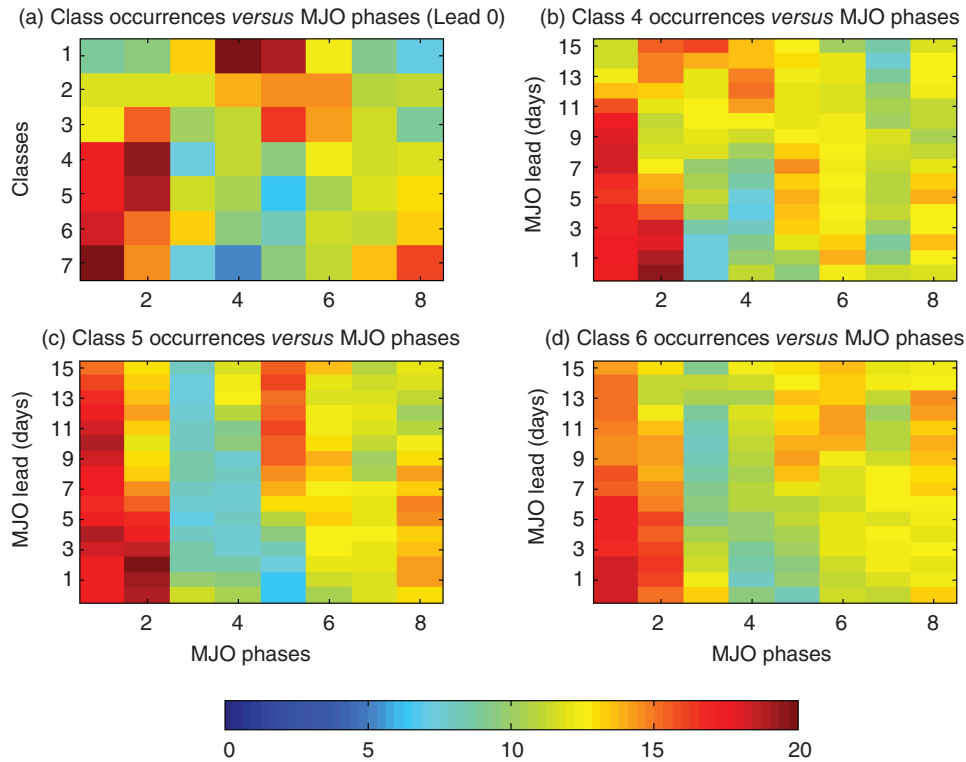 (a) Class occurrences versus MJO phases (Lead 0)
Classes
1
2
3
4
5
6
7
2 4 6 8
(b) Class 4 occurrences versus MJO phases
MJO lead (days)
15
13
11
9
7
5
3
1
2 4 6 8
(c) Class 5 occurrences versus MJO phases
MJO lead (days)
15
13
11
9
7
5
3
1
2 4 6 8
MJO phases
(d) Class 6 occurrences versus MJO phases
MJO lead (days)
15
13
11
9
7
5
3
1
2 4 6 8
MJO phases
0 5 10 15 20